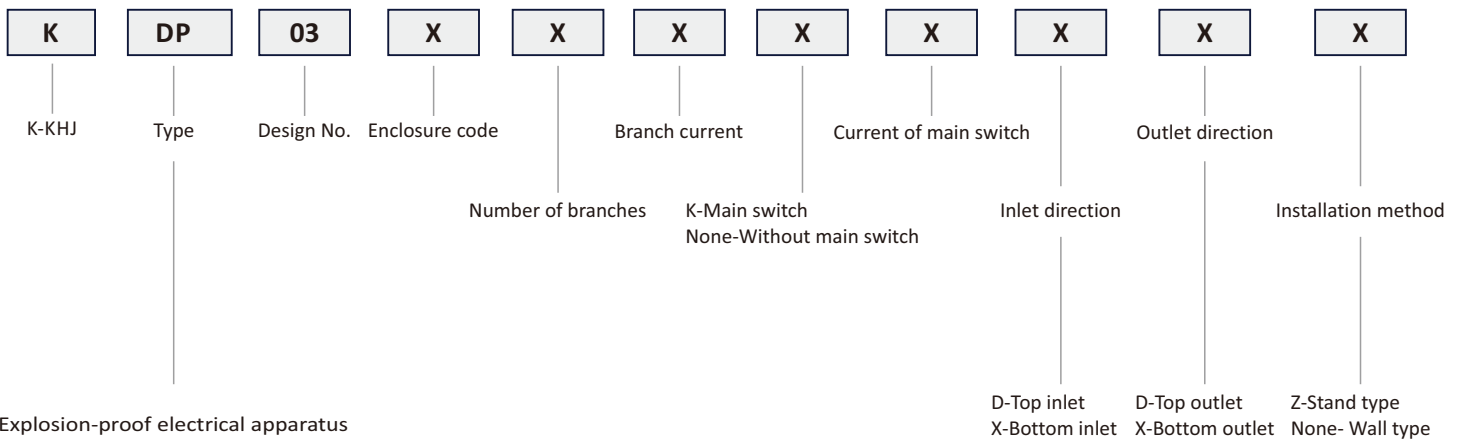 K DP 03 X X X X X X X X
K-KHJ Type Design No. Enclosure code Branch current Current of main switch Outlet direction
Number of branches K-Main switch Inlet direction Installation method
None-Without main switch
D-Top inlet D-Top outlet Z-Stand type
Explosion-proof electrical apparatus X-Bottom inlet X-Bottom outlet None- Wall type